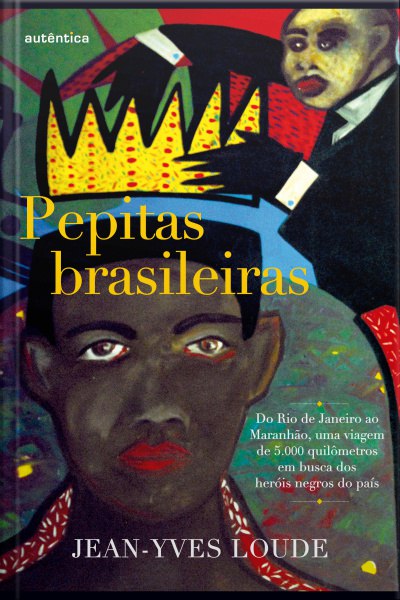 autêntica
Pepitas
brasileiras
Do Rio de Janeiro ao
Maranhão, uma viagem
de 5.000 quilômetros
em busca dos
heróis negros do país
JEAN-YVES LOUDE